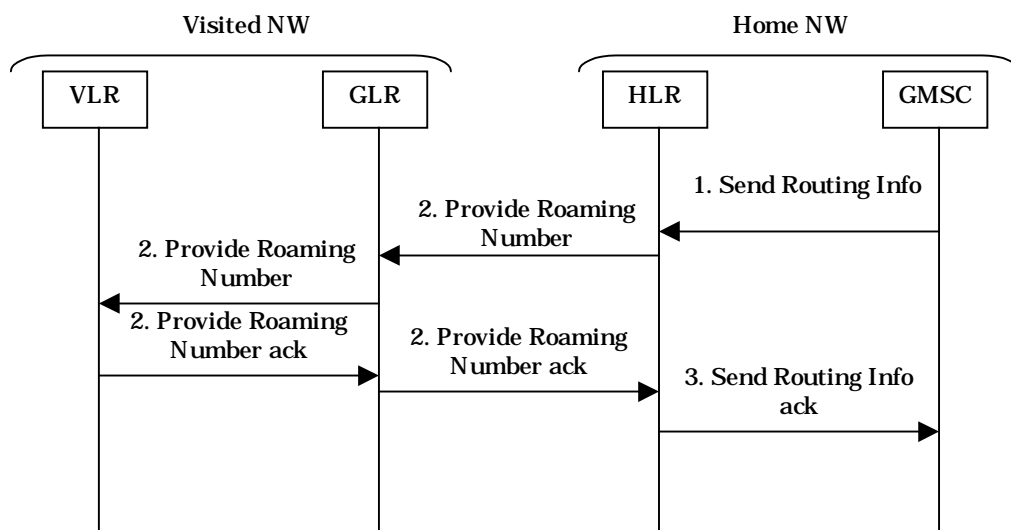 Visited NW
Home NW
VLR
GLR
HLR
GMSC
1. Send Routing Info
2. Provide Roaming
Number
2. Provide Roaming
Number
2. Provide Roaming
Number ack
2. Provide Roaming
Number ack
3. Send Routing Info
ack